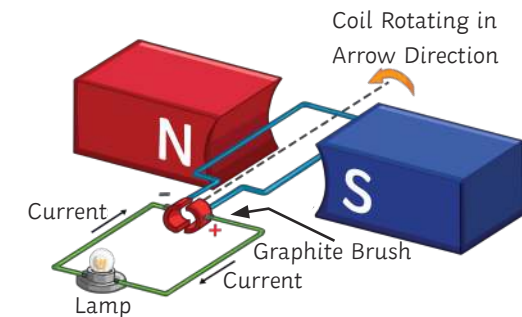 Coil Rotating in
Arrow Direction
N
S
-
Current
+
Graphite Brush
Current
Lamp